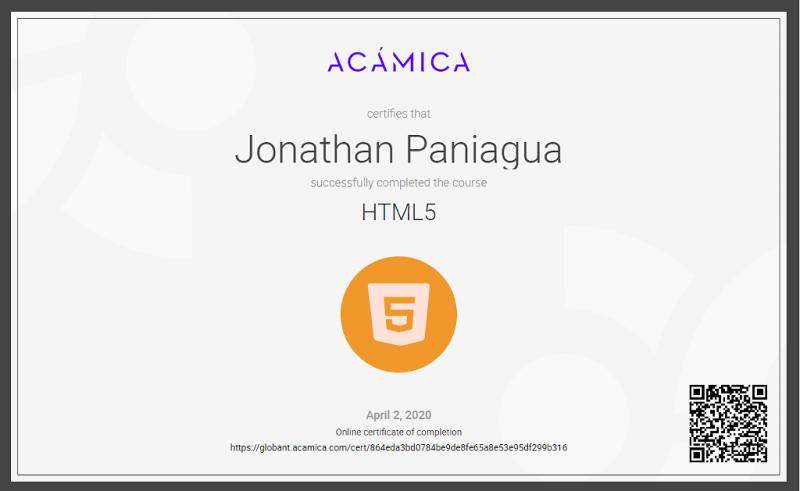 ACÁMICA
certifies that
Jonathan Paniagua
successfully completed the course
HTML5
5
April 2, 2020
Online certificate of completion
https://globant.acamica.com/cert/864eda3bd0784be9de8fe65a8e53e95df299b316